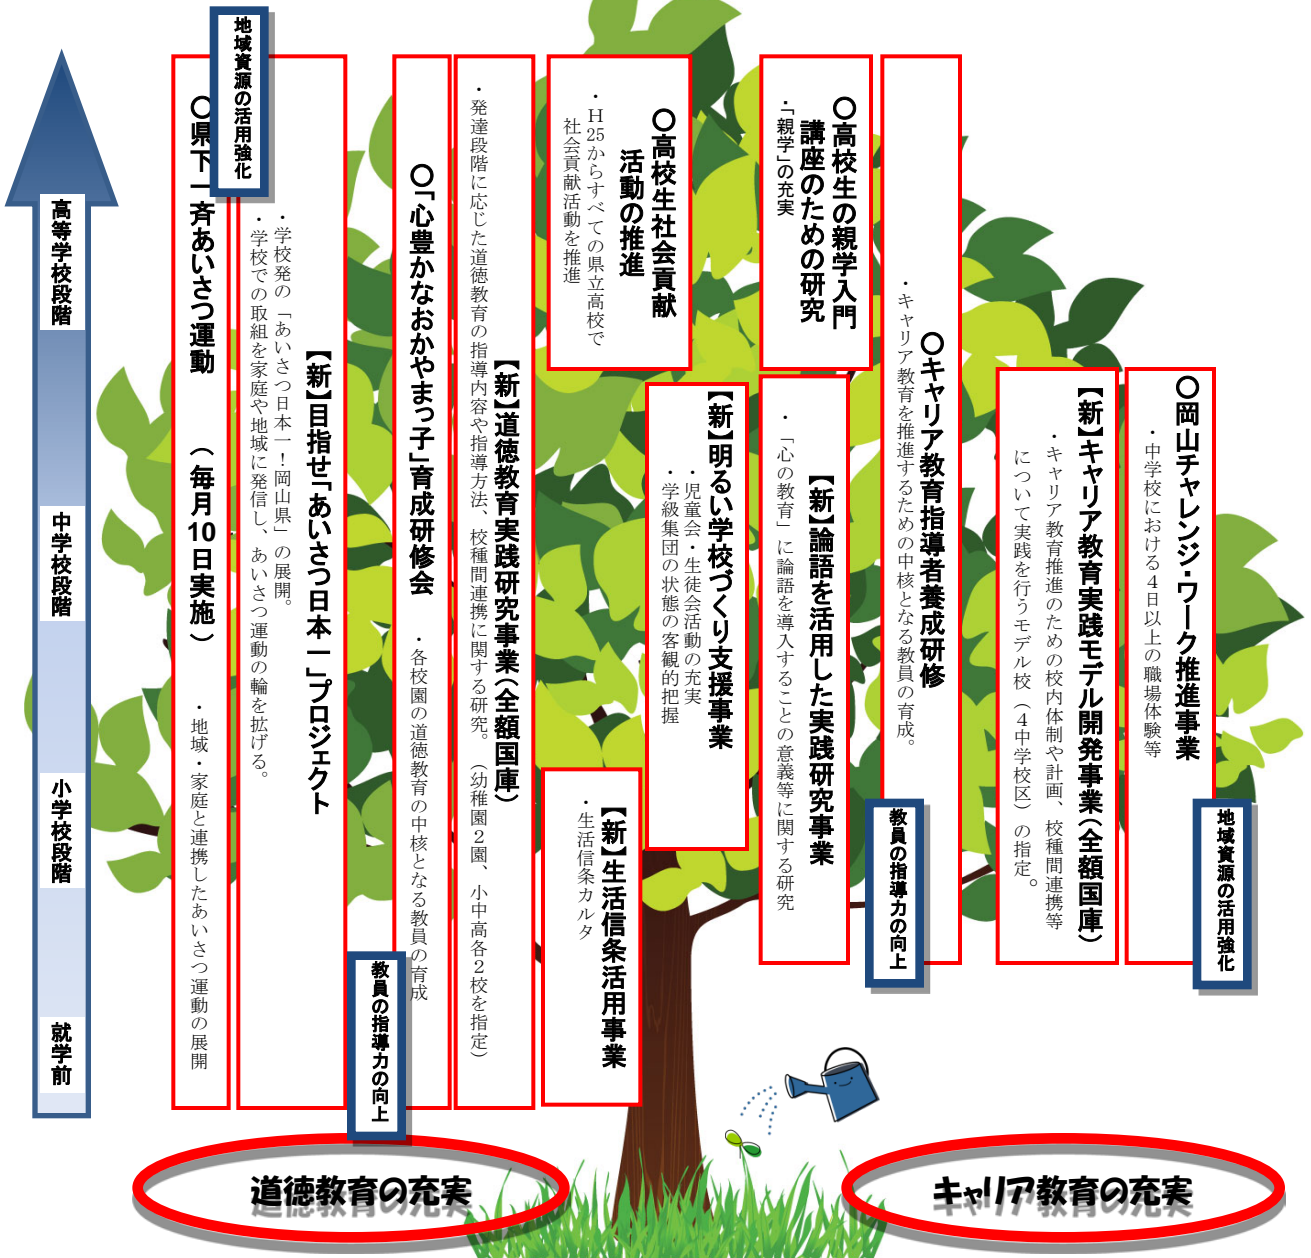 地域資源の活用強化
高等学校段階
中学校段階
小学校段階
就学前
○県下一斉あいさつ運動 （毎月10日実施）
・地域・家庭と連携したあいさつ運動の展開
【新】目指せ「あいさつ日本一」プロジェクト
・学校発の「あいさつ日本一！岡山県」の展開。
・学校での取組を家庭や地域に発信し、あいさつ運動の輪を拡げる。
教員の指導力の向上
○「心豊かなおかやまっ子」育成研修会
・各校園の道徳教育の中核となる教員の育成
【新】道徳教育実践研究事業（全額国庫）
・発達段階に応じた道徳教育の指導内容や指導方法、校種間連携に関する研究。（幼稚園２園、小中高各２校を指定）
【新】生活信条活用事業
・生活信条カルタ
○高校生社会貢献
活動の推進
・H25からすべての県立高校で
社会貢献活動を推進
【新】明るい学校づくり支援事業
・児童会・生徒会活動の充実
・学級集団の状態の客観的把握
○高校生の親学入門
講座のための研究
・「親学」の充実
【新】論語を活用した実践研究事業
・「心の教育」に論語を導入することの意義等に関する研究
○キャリア教育指導者養成研修
・キャリア教育を推進するための中核となる教員の育成。
教員の指導力の向上
【新】キャリア教育実践モデル開発事業（全額国庫）
・キャリア教育推進のための校内体制や計画、校種間連携等
について実践を行うモデル校（４中学校区）の指定。
○岡山チャレンジ・ワーク推進事業
・中学校における４日以上の職場体験等
地域資源の活用強化
道徳教育の充実
キャリア教育の充実